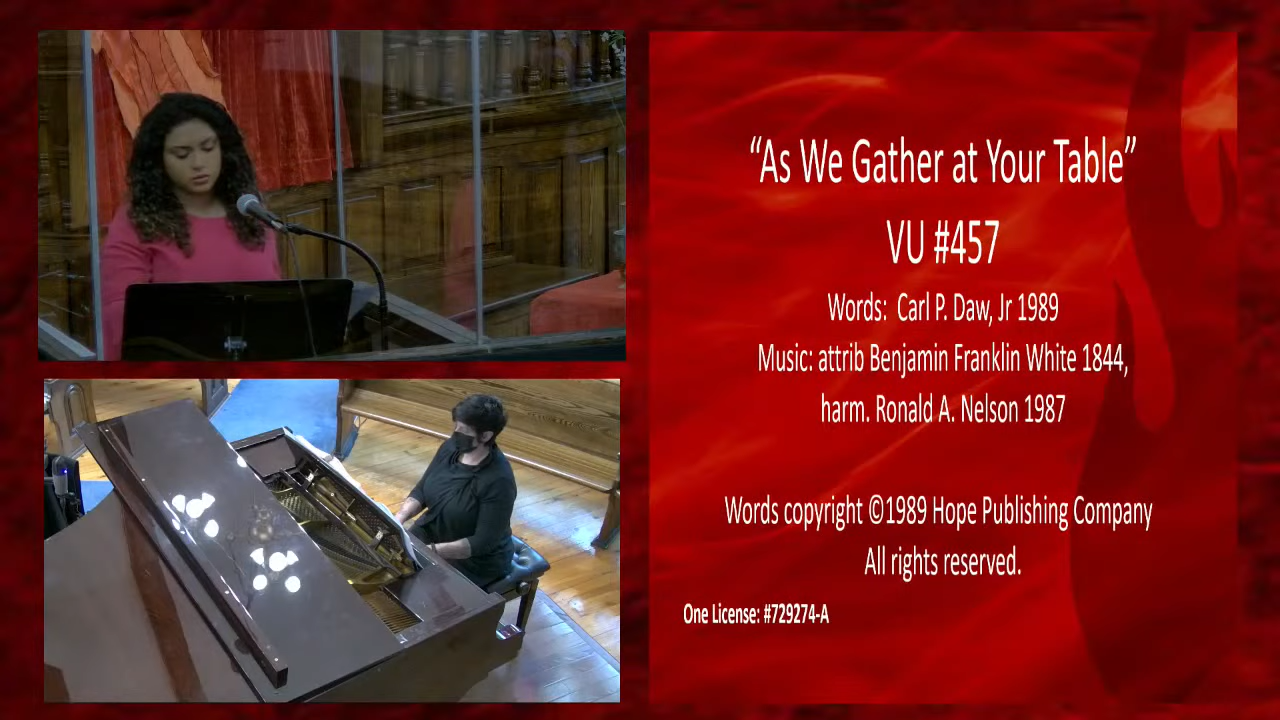 “As We Gather at Your Table”
VU #457
Words:  Carl P. Daw, Jr 1989
Music: attrib Benjamin Franklin White 1844,
harm. Ronald A. Nelson 1987
Words copyright ©1989 Hope Publishing Company
All rights reserved.
One License: #729274-A